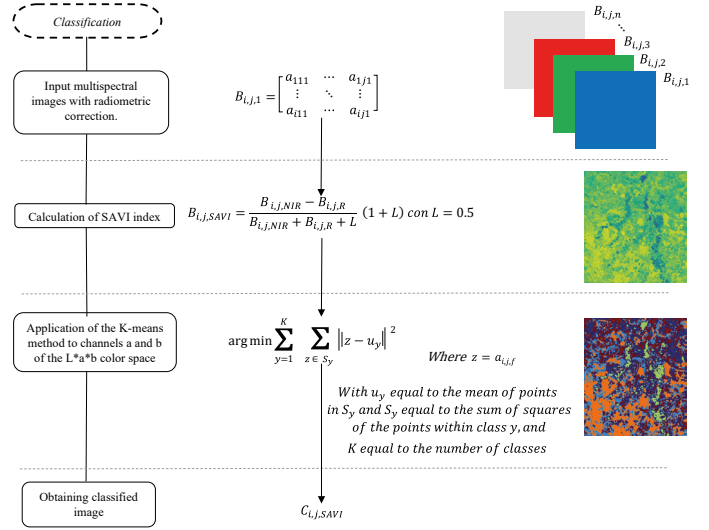 Classification
Input multispectral
images with radiometric
correction.
B_{i,j,1} = [a_{111} ⋯ a_{1j1}
⋮ ⋱ ⋮
a_{i11} ⋯ a_{ij1}]
B_{i,j,n}
⋱
B_{i,j,3}
B_{i,j,2}
B_{i,j,1}
Calculation of SAVI index
B_{i,j,SAVI} = \frac{B_{i,j,NIR} − B_{i,j,R}}{B_{i,j,NIR} + B_{i,j,R} + L} (1 + L) con L = 0.5
Application of the K-means
method to channels a and b
of the L*a*b color space
arg min \sum_{y=1}^{K} \sum_{z∈S_y} ||z − u_y||^2
Where z = a_{i,j,f}
With u_y equal to the mean of points
in S_y and S_y equal to the sum of squares
of the points within class y, and
K equal to the number of classes
Obtaining classified
image
C_{i,j,SAVI}